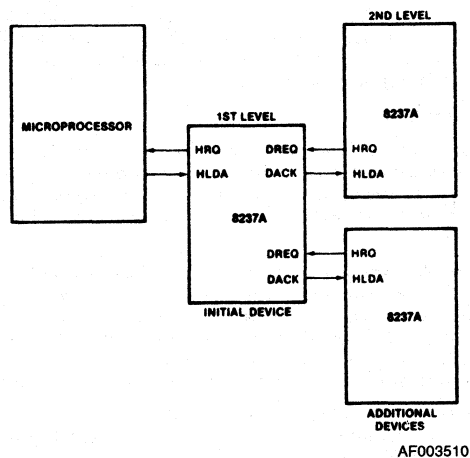 2ND LEVEL
8237A
HRQ
HLDA
MICROPROCESSOR
1ST LEVEL
HRQ
DREQ
HLDA
DACK
8237A
DREQ
DACK
INITIAL DEVICE
HRQ
HLDA
8237A
ADDITIONAL
DEVICES
AF003510